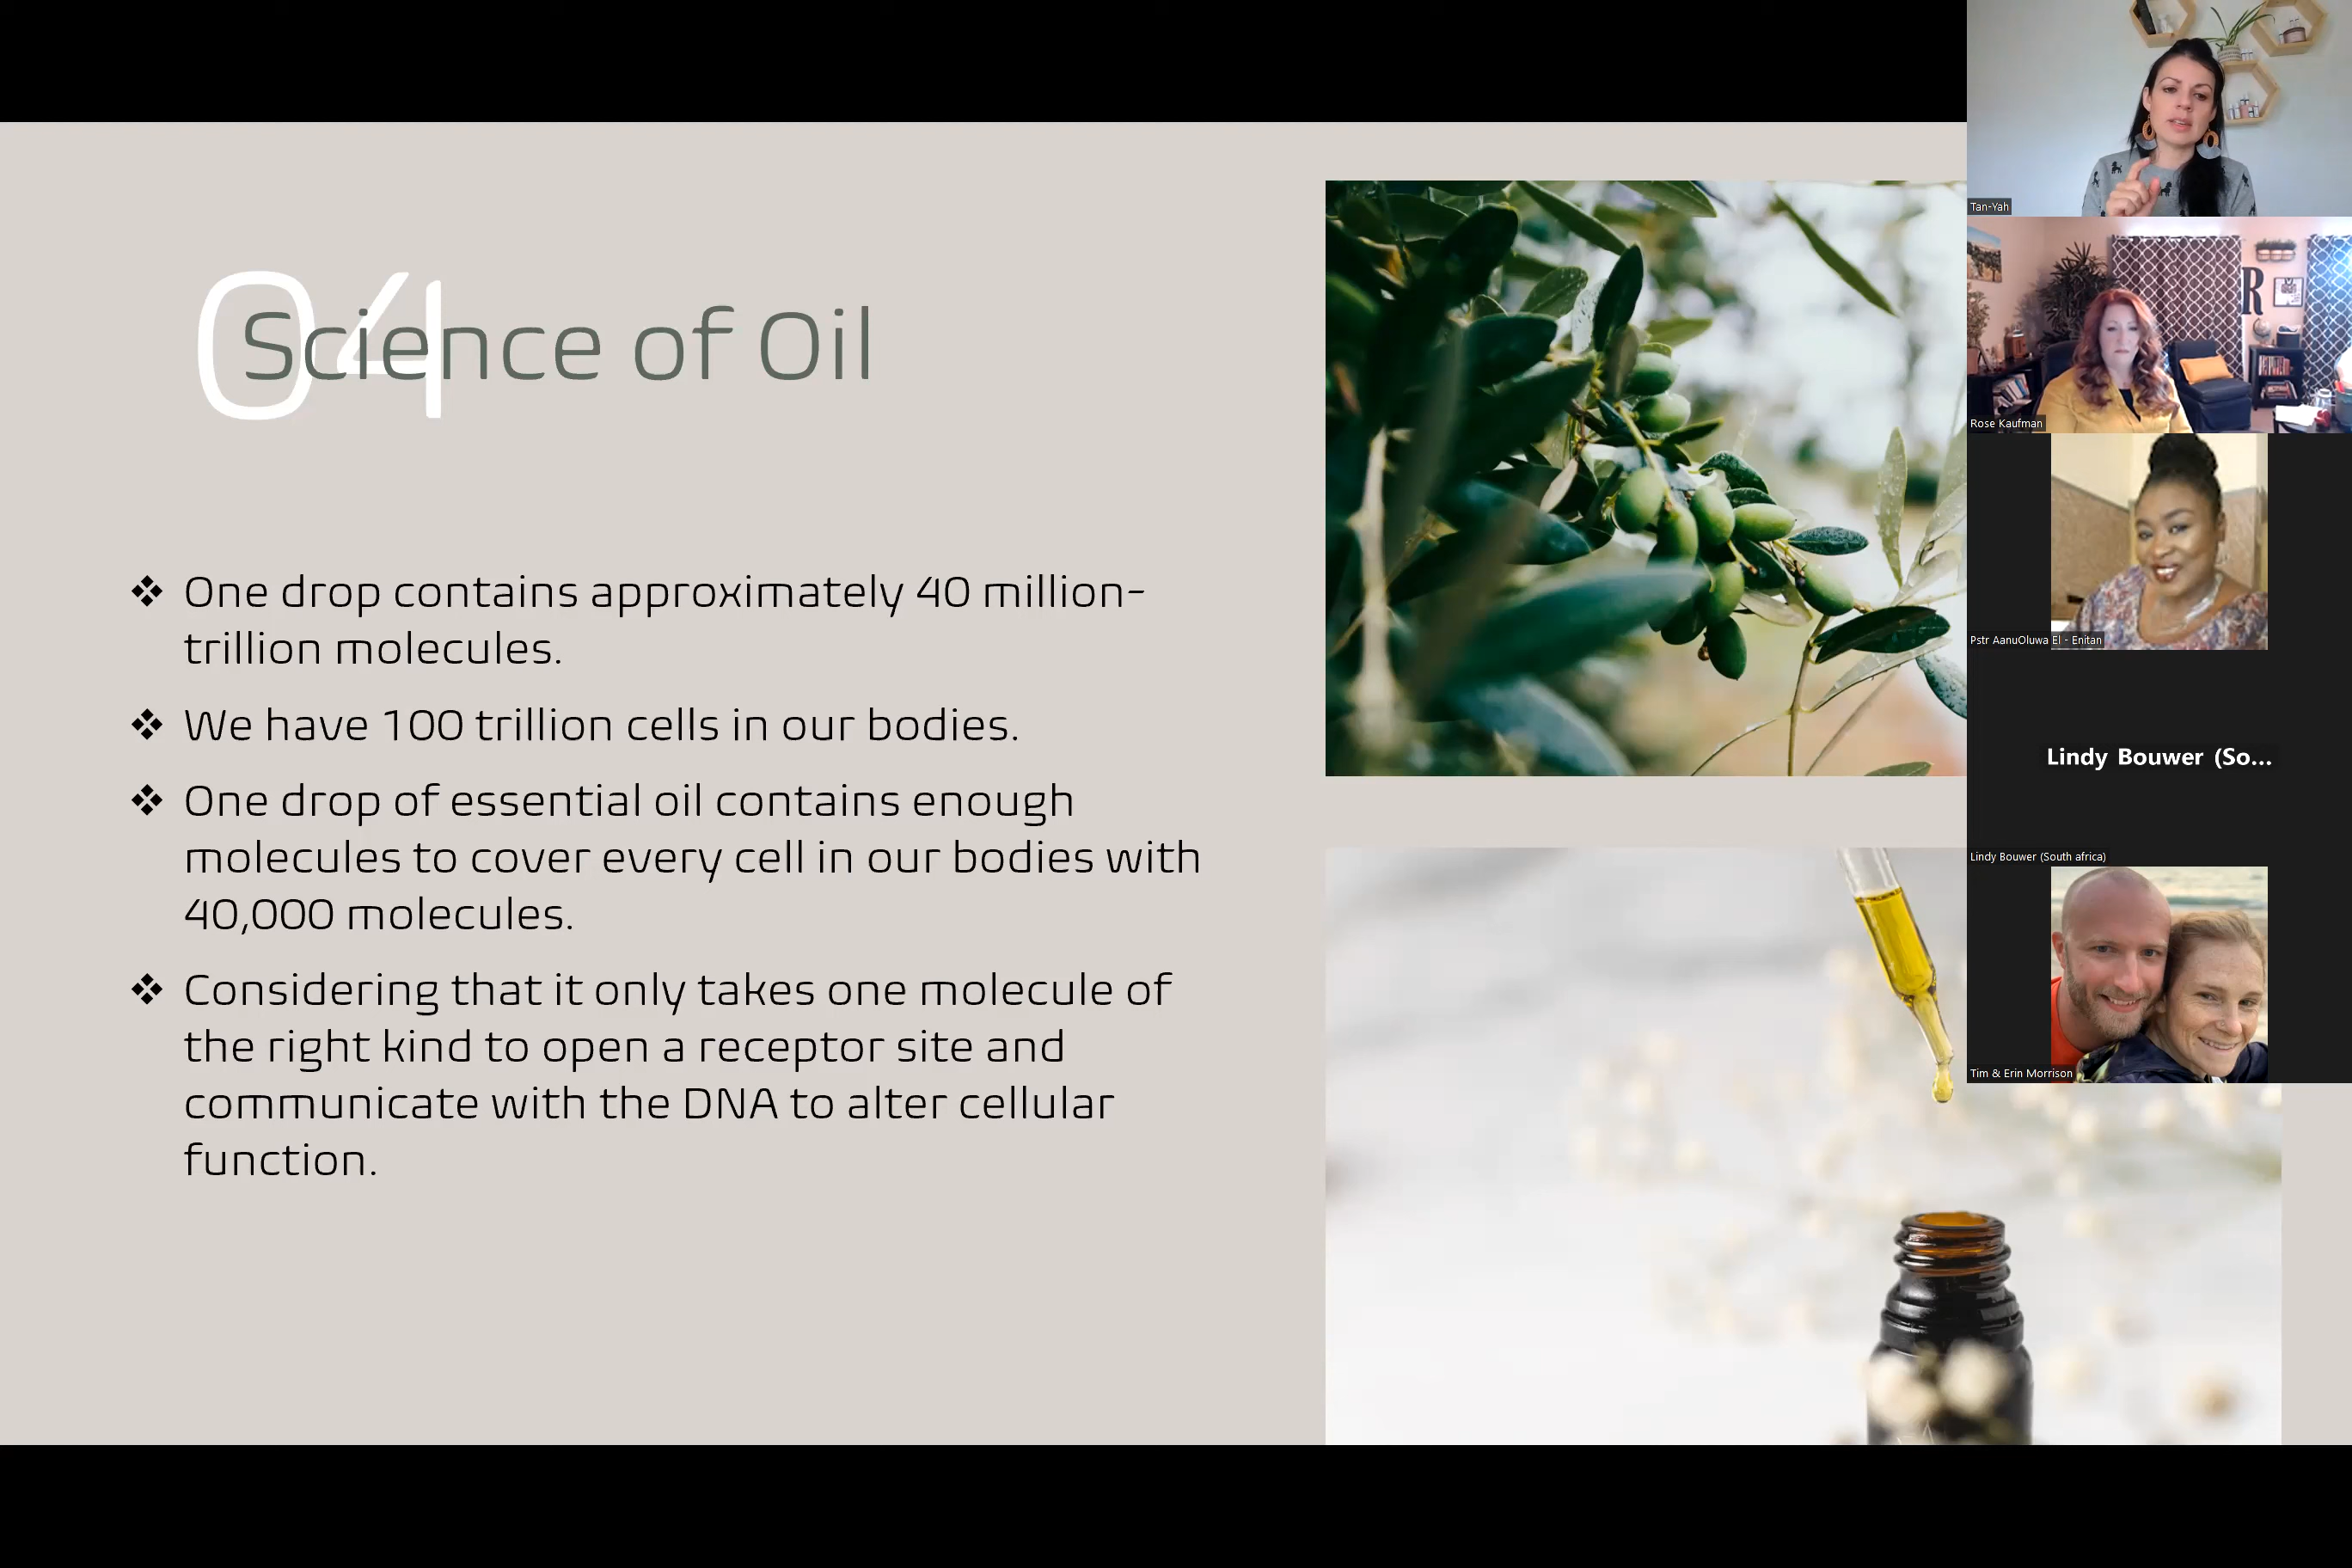 04
Science of Oil
❖ One drop contains approximately 40 million-
trillion molecules.
❖ We have 100 trillion cells in our bodies.
❖ One drop of essential oil contains enough
molecules to cover every cell in our bodies with
40,000 molecules.
❖ Considering that it only takes one molecule of
the right kind to open a receptor site and
communicate with the DNA to alter cellular
function.
Tan-Yah
R
Rose Kaufman
Pstr AanuOluwa El - Enitan
Lindy Bouwer (So...
Lindy Bouwer (South africa)
Tim & Erin Morrison